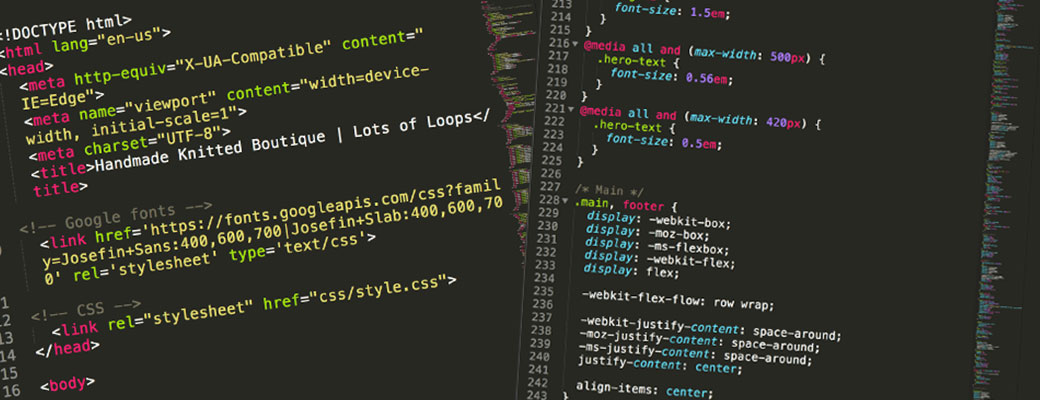 <!DOCTYPE html>
<html lang="en-us">
<head>
<meta http-equiv="X-UA-Compatible" content="
IE=Edge">
<meta name="viewport" content="width=device-
width, initial-scale=1">
<meta charset="UTF-8">
<title>Handmade Knitted Boutique | Lots of Loops</
title>
<!-- Google fonts -->
<link href='https://fonts.googleapis.com/css?famil
y=Josefin+Sans:400,600,700|Josefin+Slab:400,600,70
0' rel='stylesheet' type='text/css'>
1
12 <!-- CSS -->
13 <link rel="stylesheet" href="css/style.css">
14 </head>
15
16 <body>
213 font-size: 1.5em;
214 }
215 }
216 @media all and (max-width: 500px) {
217 .hero-text {
218 font-size: 0.56em;
219 }
220 }
221 @media all and (max-width: 420px) {
222 .hero-text {
223 font-size: 0.5em;
224 }
225 }
226
227 /* Main */
228 .main, footer {
229 display: -webkit-box;
230 display: -moz-box;
231 display: -ms-flexbox;
232 display: -webkit-flex;
233 display: flex;
234
235 -webkit-flex-flow: row wrap;
236
237 -webkit-justify-content: space-around;
238 -moz-justify-content: space-around;
239 -ms-justify-content: space-around;
240 justify-content: center;
241
242 align-items: center;
243 }